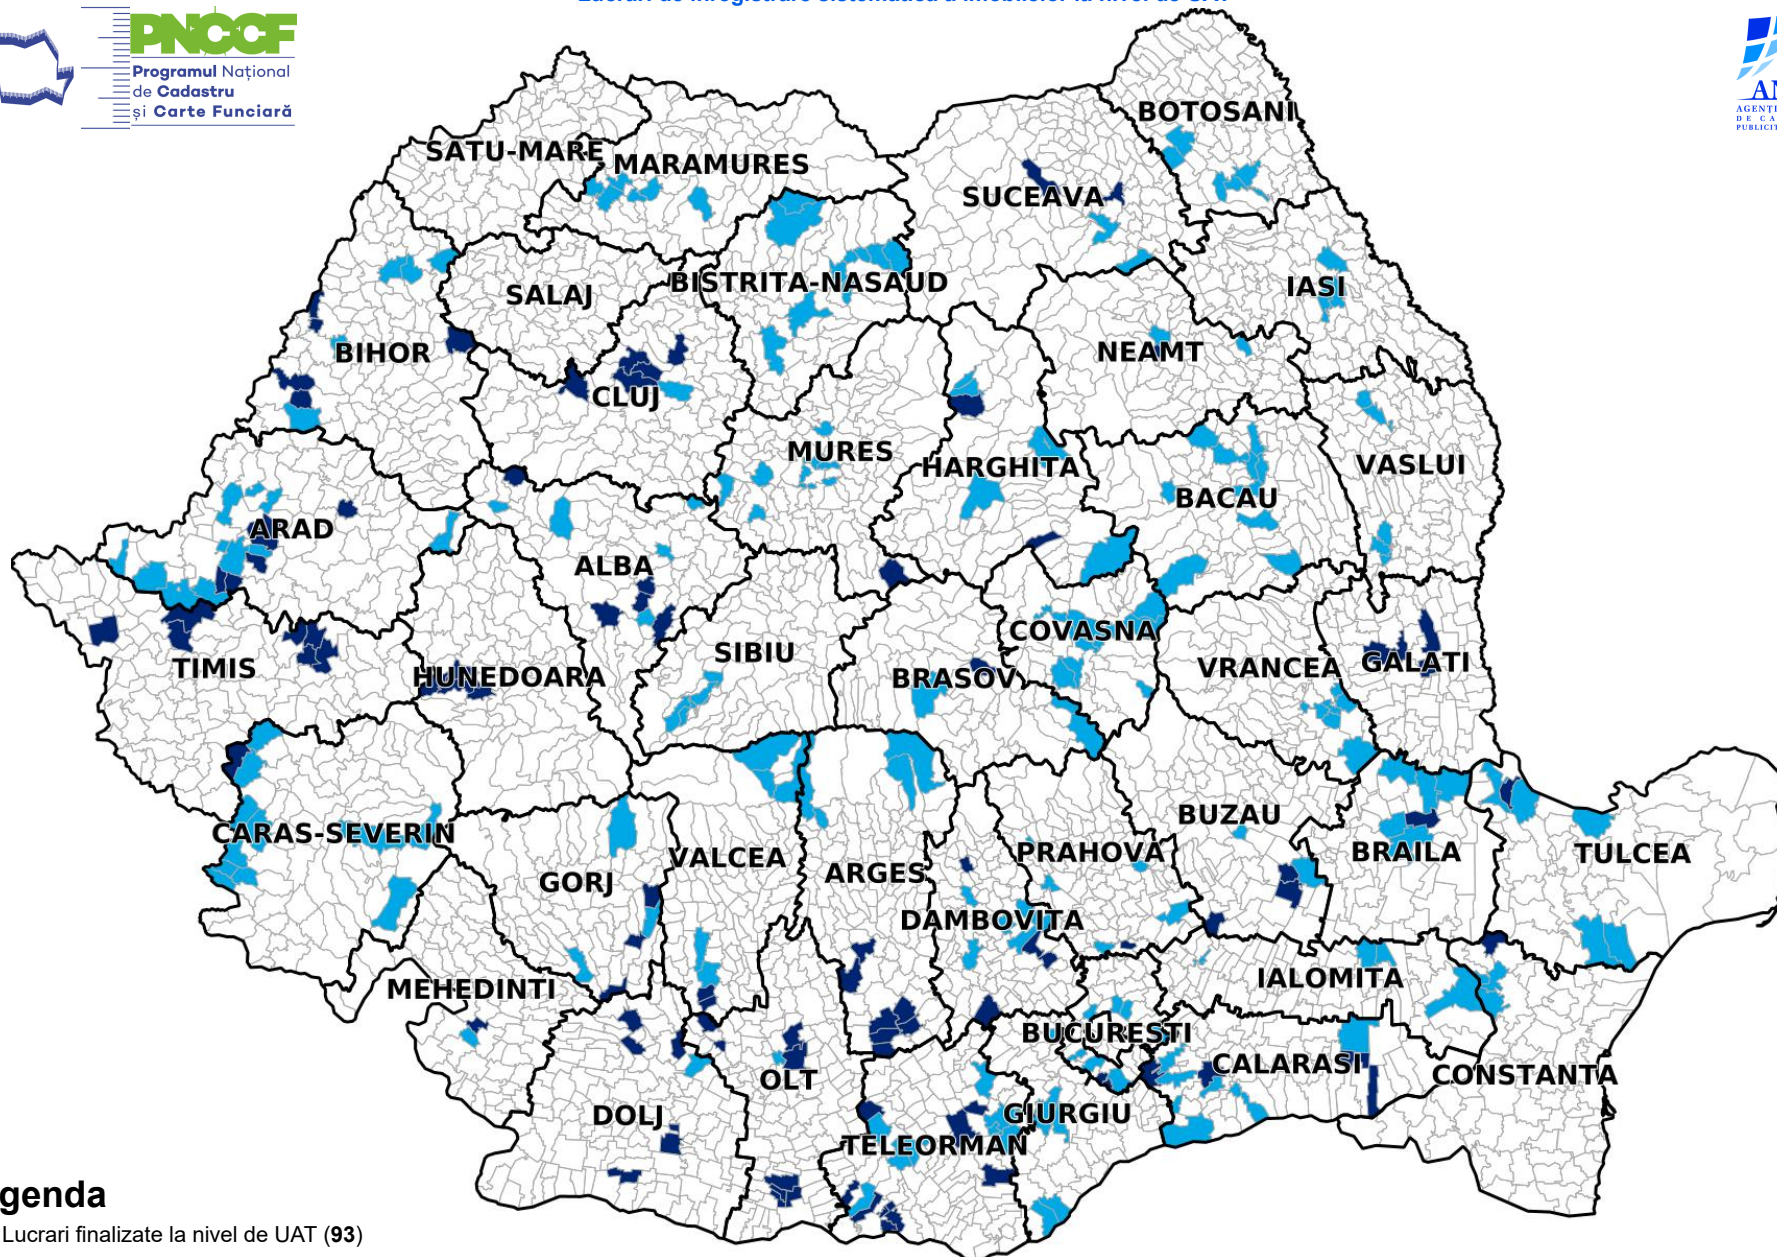 PNCCF
Programul Național
de Cadastru
și Carte Funciară
BOTOSANI
SATU-MARE
MARAMURES
SUCEAVA
BISTRITA-NASAUD
SALAJ
IASI
BIHOR
NEAMT
CLUJ
MURES
HARGHITA
VASLUI
BACAU
ARAD
ALBA
COVASNA
SIBIU
TIMIS
HUNEDOARA
BRASOV
VRANCEA
GALATI
BUZAU
CARAS-SEVERIN
PRAHOVA
BRAILA
TULCEA
VALCEA
GORJ
ARGES
DAMBOVITA
IALOMITA
MEHEDINTI
BUCURESTI
CALARASI
CONSTANTA
OLT
DOLJ
GIURGIU
TELEORMAN
genda
Lucrari finalizate la nivel de UAT (93)